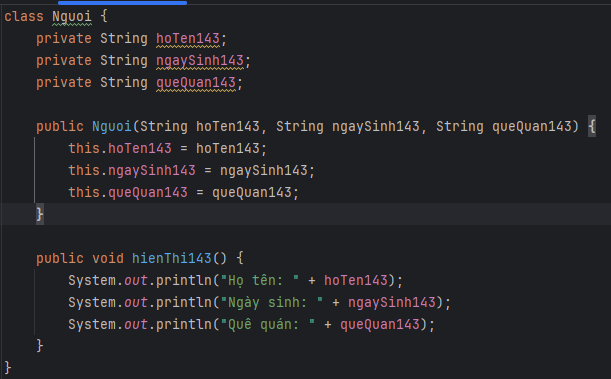 class Nguoi {
    private String hoTen143;
    private String ngaySinh143;
    private String queQuan143;

    public Nguoi(String hoTen143, String ngaySinh143, String queQuan143) {
        this.hoTen143 = hoTen143;
        this.ngaySinh143 = ngaySinh143;
        this.queQuan143 = queQuan143;
    }

    public void hienThi143() {
        System.out.println("Họ tên: " + hoTen143);
        System.out.println("Ngày sinh: " + ngaySinh143);
        System.out.println("Quê quán: " + queQuan143);
    }
}